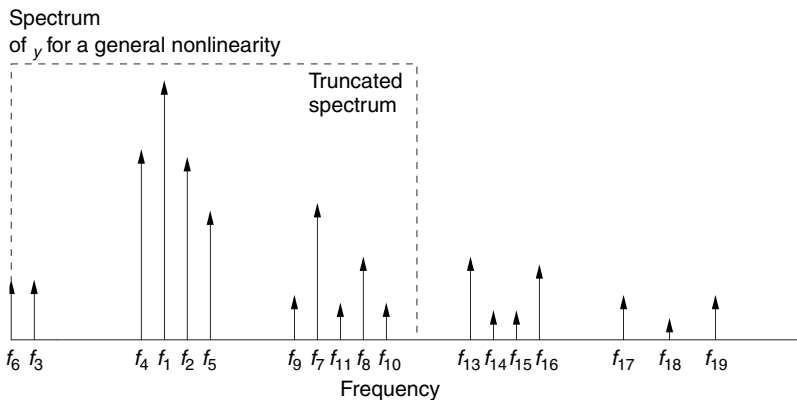 Spectrum
of y for a general nonlinearity
Truncated
spectrum
f6 f3 f4 f1 f2 f5 f9 f7 f11 f8 f10 f13 f14 f15 f16 f17 f18 f19
Frequency